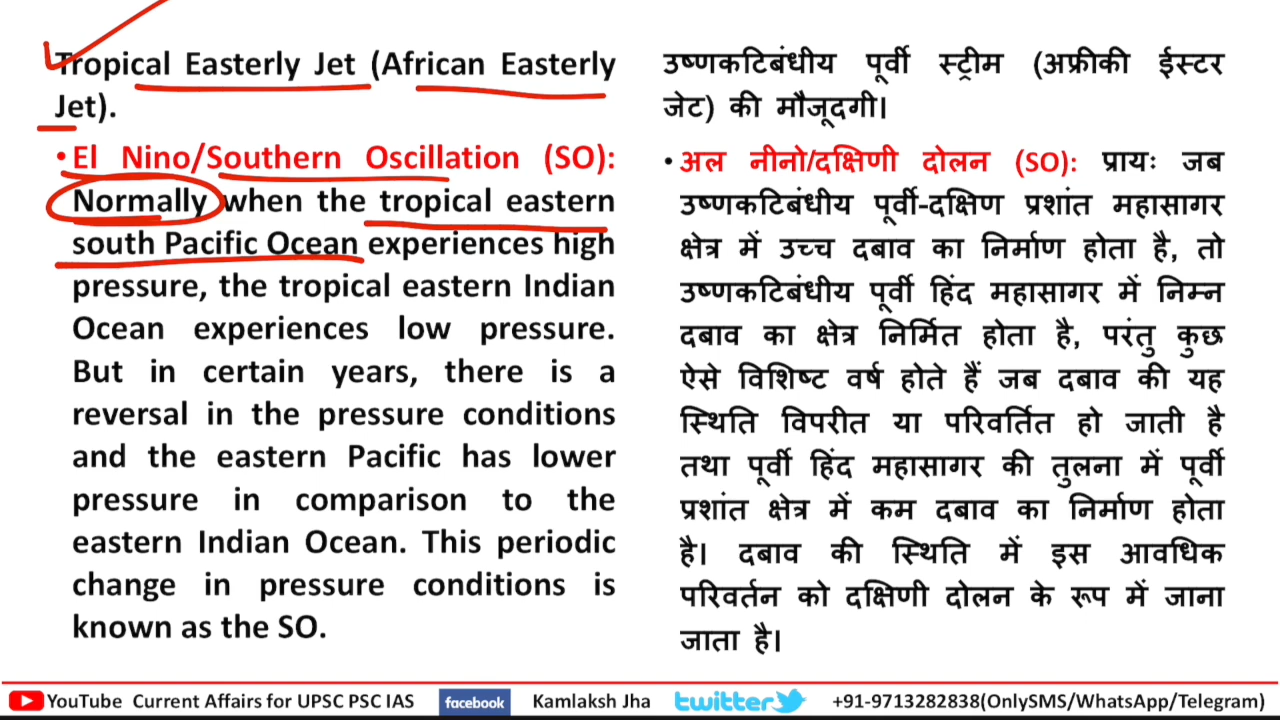 Tropical Easterly Jet (African Easterly
Jet).
• El Nino/Southern Oscillation (SO):
Normally when the tropical eastern
south Pacific Ocean experiences high
pressure, the tropical eastern Indian
Ocean experiences low pressure.
But in certain years, there is a
reversal in the pressure conditions
and the eastern Pacific has lower
pressure in comparison to the
eastern Indian Ocean. This periodic
change in pressure conditions is
known as the SO.
उष्णकटिबंधीय पूर्वी स्ट्रीम (अफ्रीकी ईस्टर
जेट) की मौजूदगी।
• अल नीनो/दक्षिणी दोलन (SO): प्रायः जब
उष्णकटिबंधीय पूर्वी-दक्षिण प्रशांत महासागर
क्षेत्र में उच्च दबाव का निर्माण होता है, तो
उष्णकटिबंधीय पूर्वी हिंद महासागर में निम्न
दबाव का क्षेत्र निर्मित होता है, परंतु कुछ
ऐसे विशिष्ट वर्ष होते हैं जब दबाव की यह
स्थिति विपरीत या परिवर्तित हो जाती है
तथा पूर्वी हिंद महासागर की तुलना में पूर्वी
प्रशांत क्षेत्र में कम दबाव का निर्माण होता
है। दबाव की स्थिति में इस आवधिक
परिवर्तन को दक्षिणी दोलन के रूप में जाना
जाता है।
YouTube Current Affairs for UPSC PSC IAS facebook Kamlaksh Jha twitter +91-9713282838(OnlySMS/WhatsApp/Telegram)